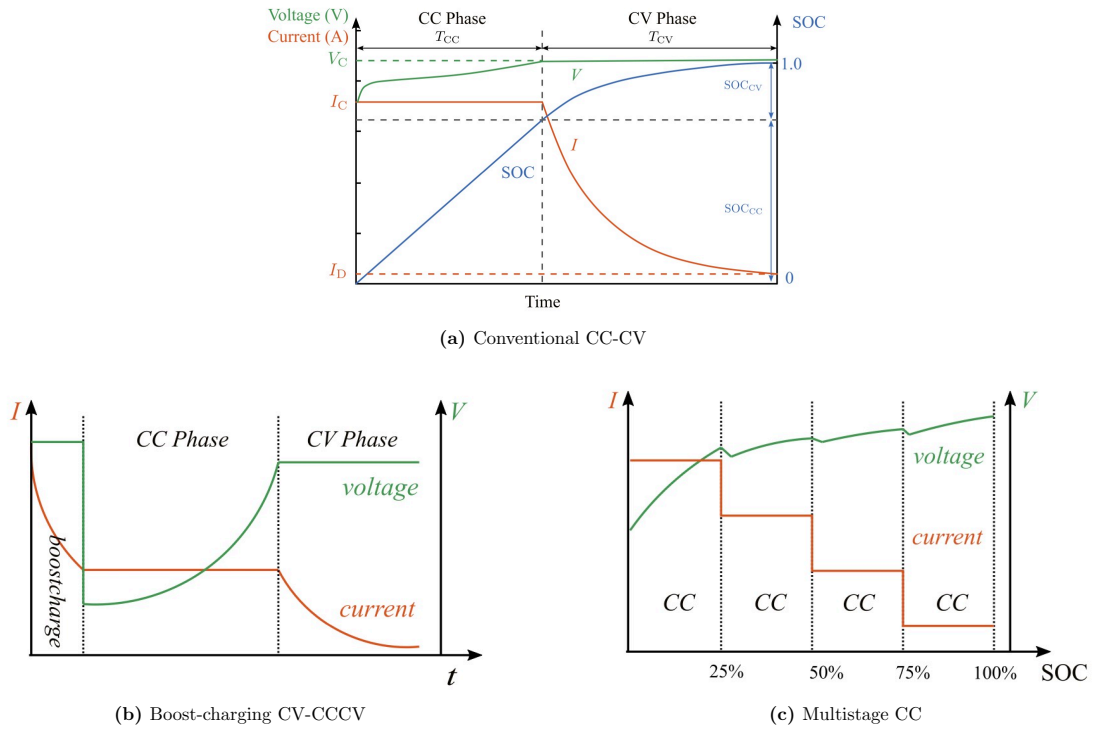 Voltage (V)
Current (A)
CC Phase
CV Phase
SOC
T_CC
T_CV
V_C
V
1.0
SOC_CV
I_C
I
SOC
SOC_CC
I_D
0
Time
(a) Conventional CC-CV
I
V
CC Phase
CV Phase
voltage
boostcharge
current
t
(b) Boost-charging CV-CCCV
I
V
voltage
current
CC
CC
CC
CC
25%
50%
75%
100%
SOC
(c) Multistage CC